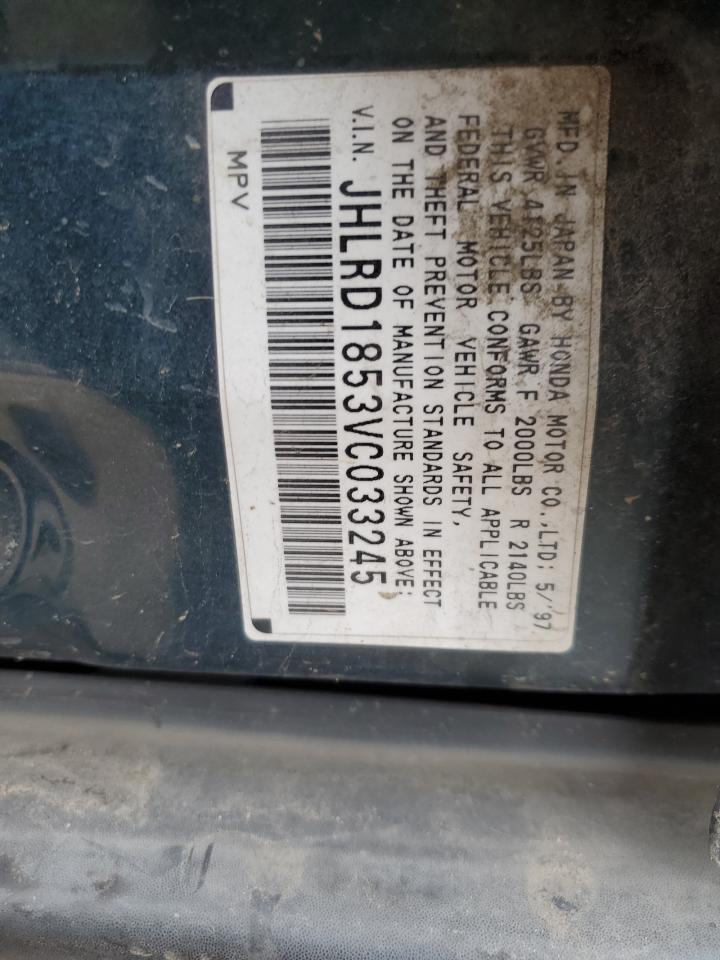 MFD. IN JAPAN BY HONDA MOTOR CO.,LTD; 5/'97
GVWR 4125LBS GAWR F 2000LBS R 2140LBS
THIS VEHICLE CONFORMS TO ALL APPLICABLE
FEDERAL MOTOR VEHICLE SAFETY,
AND THEFT PREVENTION STANDARDS IN EFFECT
ON THE DATE OF MANUFACTURE SHOWN ABOVE;
V.I.N. JHLRD1853VC033245
MPV